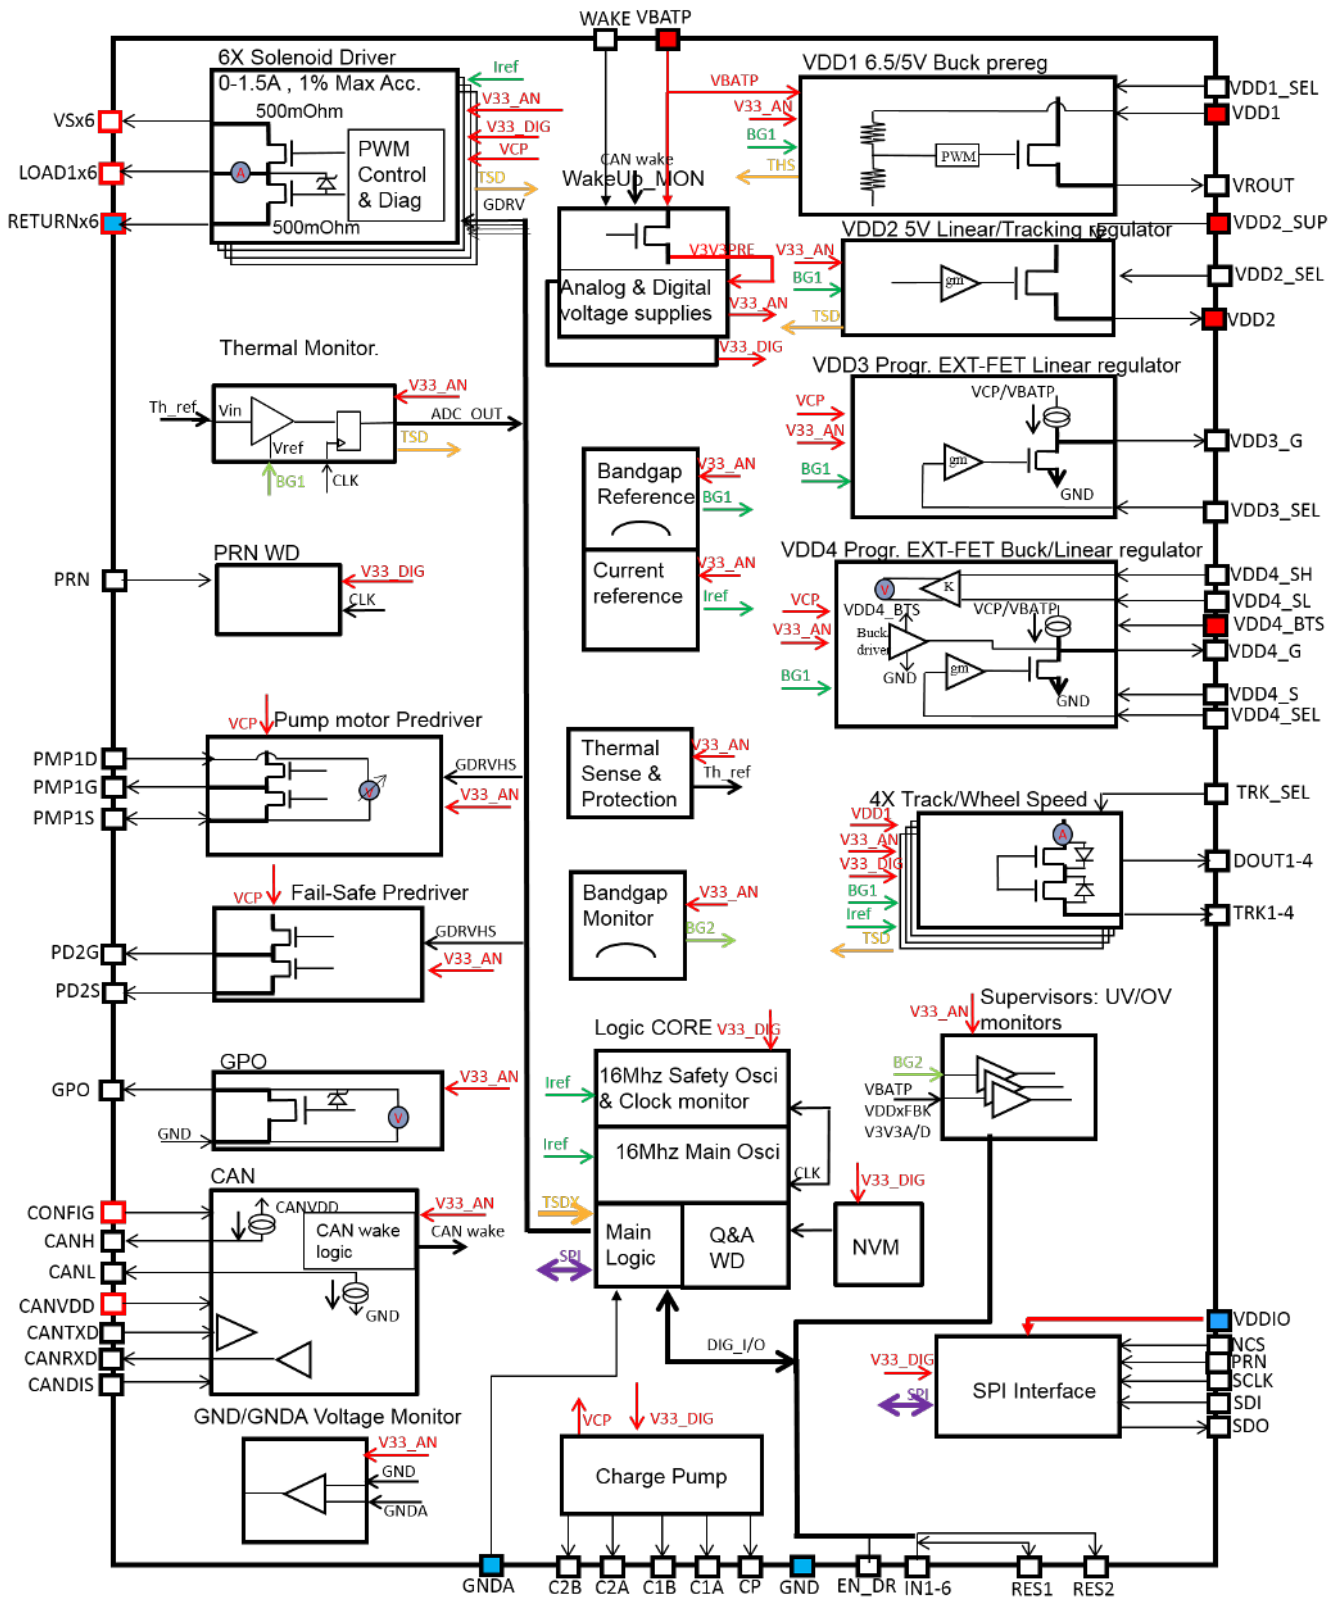 WAKE VBATP
6X Solenoid Driver
0-1.5A , 1% Max Acc.
500mOhm
PWM
Control
& Diag
A
500mOhm
VSx6
LOAD1x6
RETURNx6
Iref
V33_AN
V33_DIG
VCP
TSD
GDRV
CAN wake
WakeUp_MON
V3V3PRE
Analog & Digital
voltage supplies
V33_AN
V33_DIG
VDD1 6.5/5V Buck prereg
VBATP
V33_AN
BG1
THS
PWM
VDD1_SEL
VDD1
VROUT
VDD2 5V Linear/Tracking regulator
V33_AN
BG1
TSD
gm
VDD2_SUP
VDD2_SEL
VDD2
Thermal Monitor.
Th_ref
Vin
Vref
V33_AN
ADC_OUT
TSD
BG1
CLK
Bandgap
Reference
V33_AN
BG1
Current
reference
V33_AN
Iref
VDD3 Progr. EXT-FET Linear regulator
VCP
V33_AN
BG1
VCP/VBATP
gm
GND
VDD3_G
VDD3_SEL
PRN WD
PRN
V33_DIG
CLK
VDD4 Progr. EXT-FET Buck/Linear regulator
V
K
VDD4_BTS
VCP/VBATP
VCP
V33_AN
BG1
Buck
driver
GND
gm
GND
VDD4_SH
VDD4_SL
VDD4_BTS
VDD4_G
VDD4_S
VDD4_SEL
VCP
Pump motor Predriver
PMP1D
PMP1G
PMP1S
V
GDRVHS
V33_AN
Thermal
Sense &
Protection
V33_AN
Th_ref
4X Track/Wheel Speed
VDD1
V33_AN
V33_DIG
BG1
Iref
TSD
A
TRK_SEL
DOUT1-4
TRK1-4
VCP
Fail-Safe Predriver
PD2G
PD2S
GDRVHS
V33_AN
Bandgap
Monitor
V33_AN
BG2
Supervisors: UV/OV
monitors
V33_AN
BG2
VBATP
VDDxFBK
V3V3A/D
GPO
GPO
GND
V
V33_AN
Logic CORE
V33_DIG
16Mhz Safety Osci
& Clock monitor
16Mhz Main Osci
Iref
Iref
CLK
TSDX
SPI
Main
Logic
Q&A
WD
V33_DIG
NVM
CAN
CANVDD
CAN wake
logic
GND
V33_AN
CAN wake
CONFIG
CANH
CANL
CANVDD
CANTXD
CANRXD
CANDIS
DIG_I/O
SPI Interface
V33_DIG
SPI
VDDIO
NCS
PRN
SCLK
SDI
SDO
GND/GNDA Voltage Monitor
V33_AN
GND
GNDA
VCP
V33_DIG
Charge Pump
GNDA
C2B
C2A
C1B
C1A
CP
GND
EN_DR
IN1-6
RES1
RES2